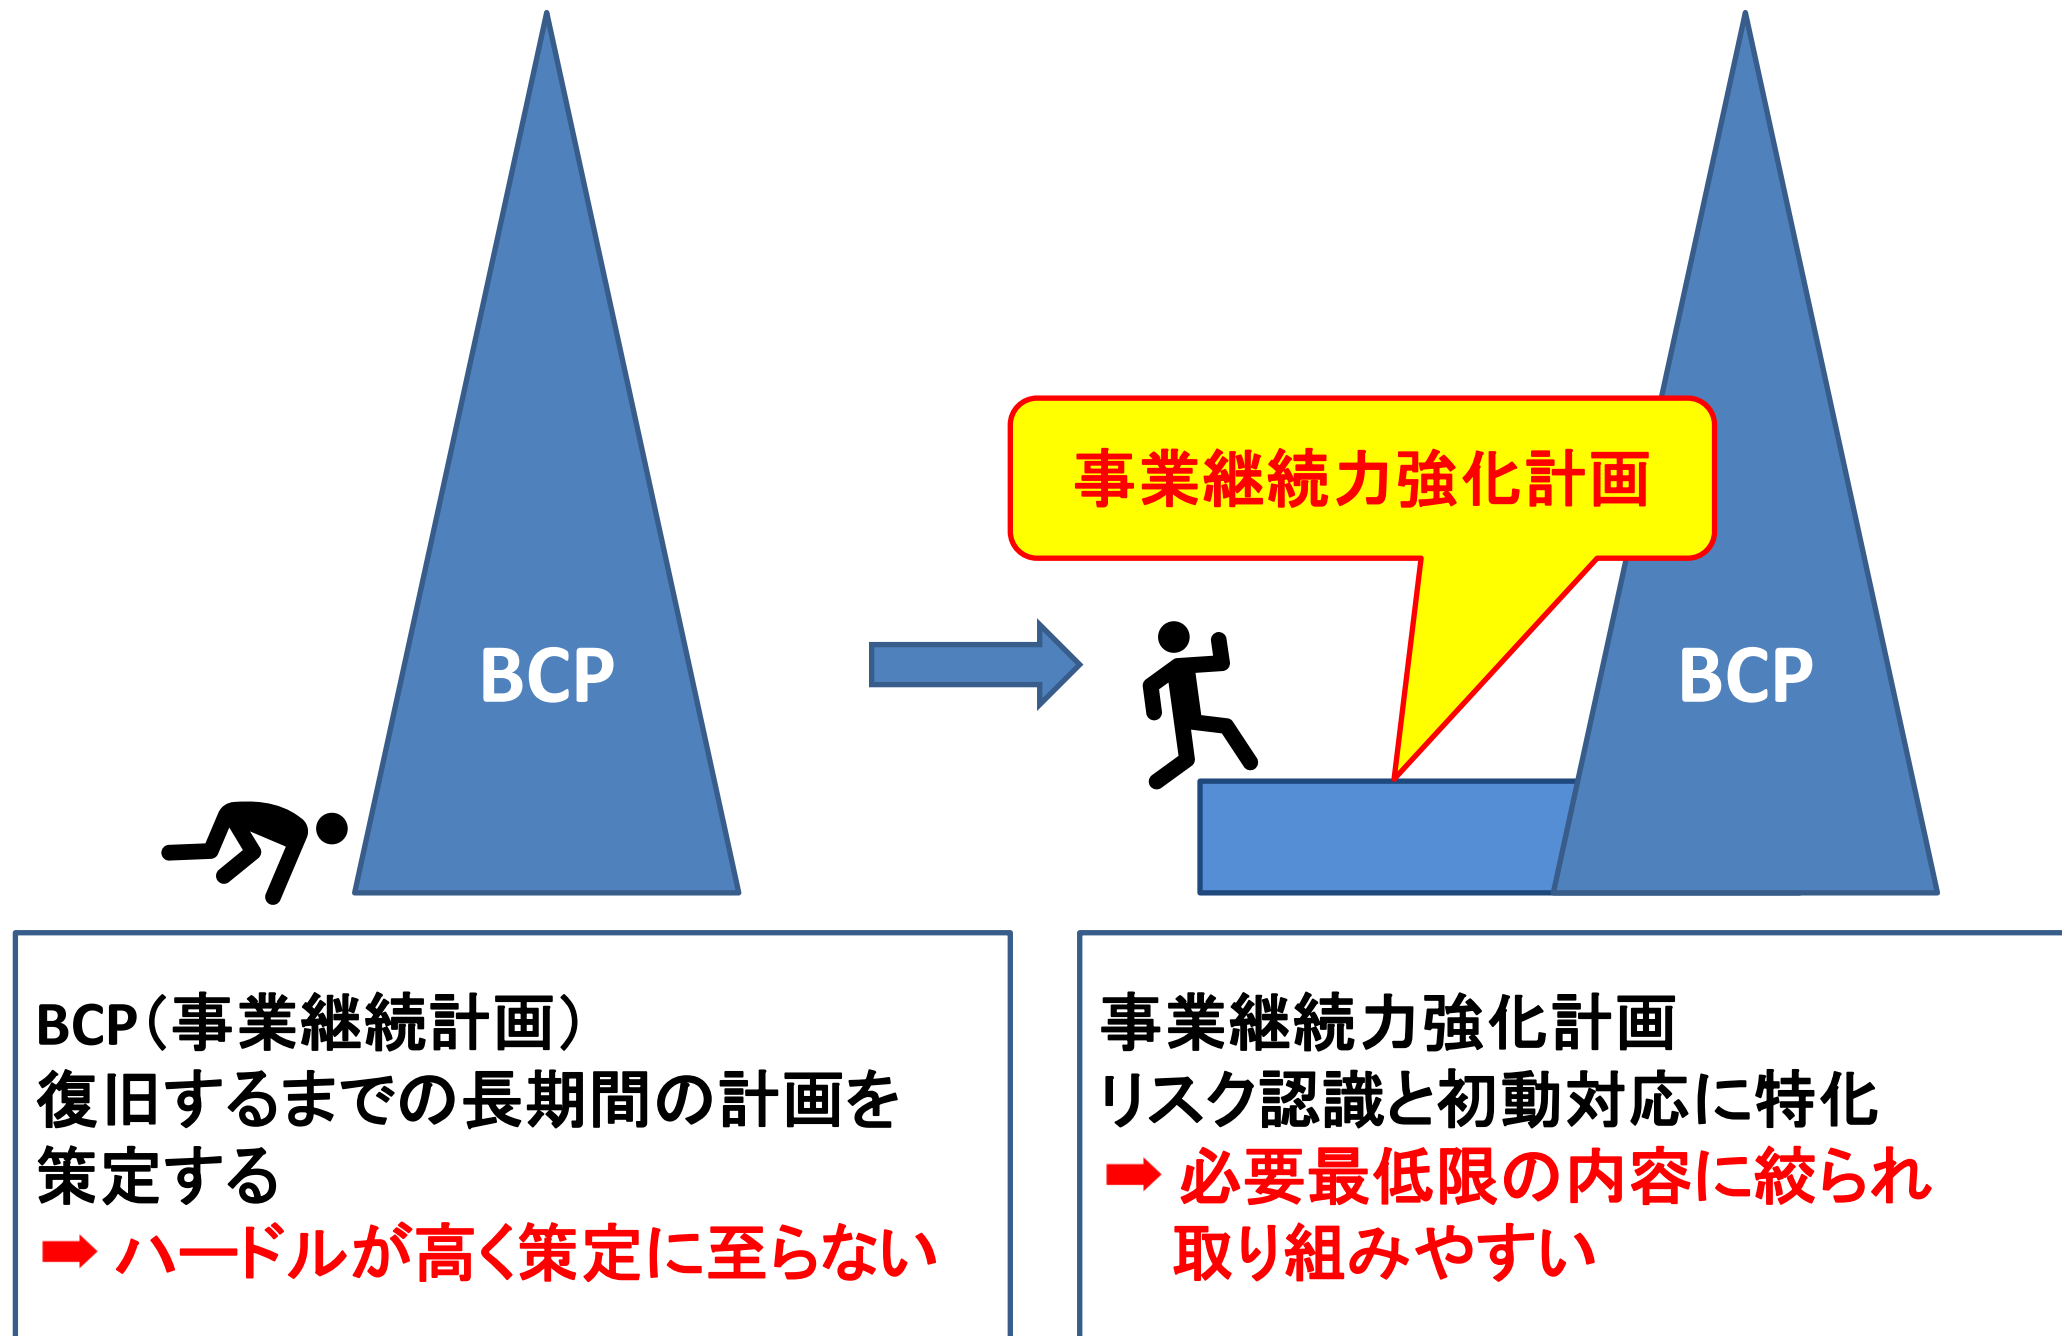 BCP
事業継続力強化計画
BCP
BCP（事業継続計画）
復旧するまでの長期間の計画を
策定する
➡ ハードルが高く策定に至らない
事業継続力強化計画
リスク認識と初動対応に特化
➡ 必要最低限の内容に絞られ
取り組みやすい